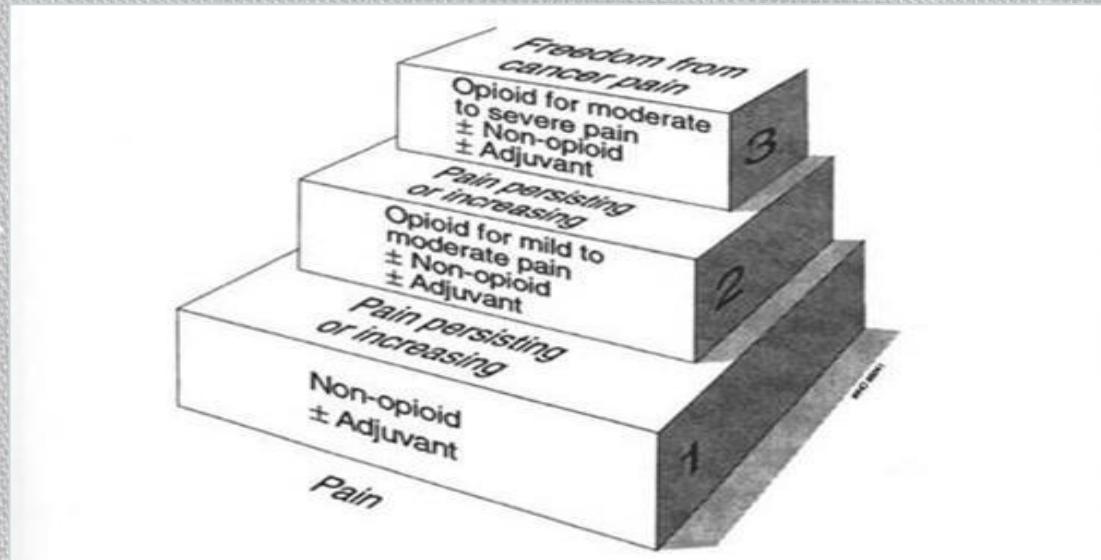 Freedom from
cancer pain
Opioid for moderate
to severe pain
± Non-opioid
± Adjuvant
3
Pain persisting
or increasing
Opioid for mild to
moderate pain
± Non-opioid
± Adjuvant
2
Pain persisting
or increasing
Non-opioid
± Adjuvant
1
Pain